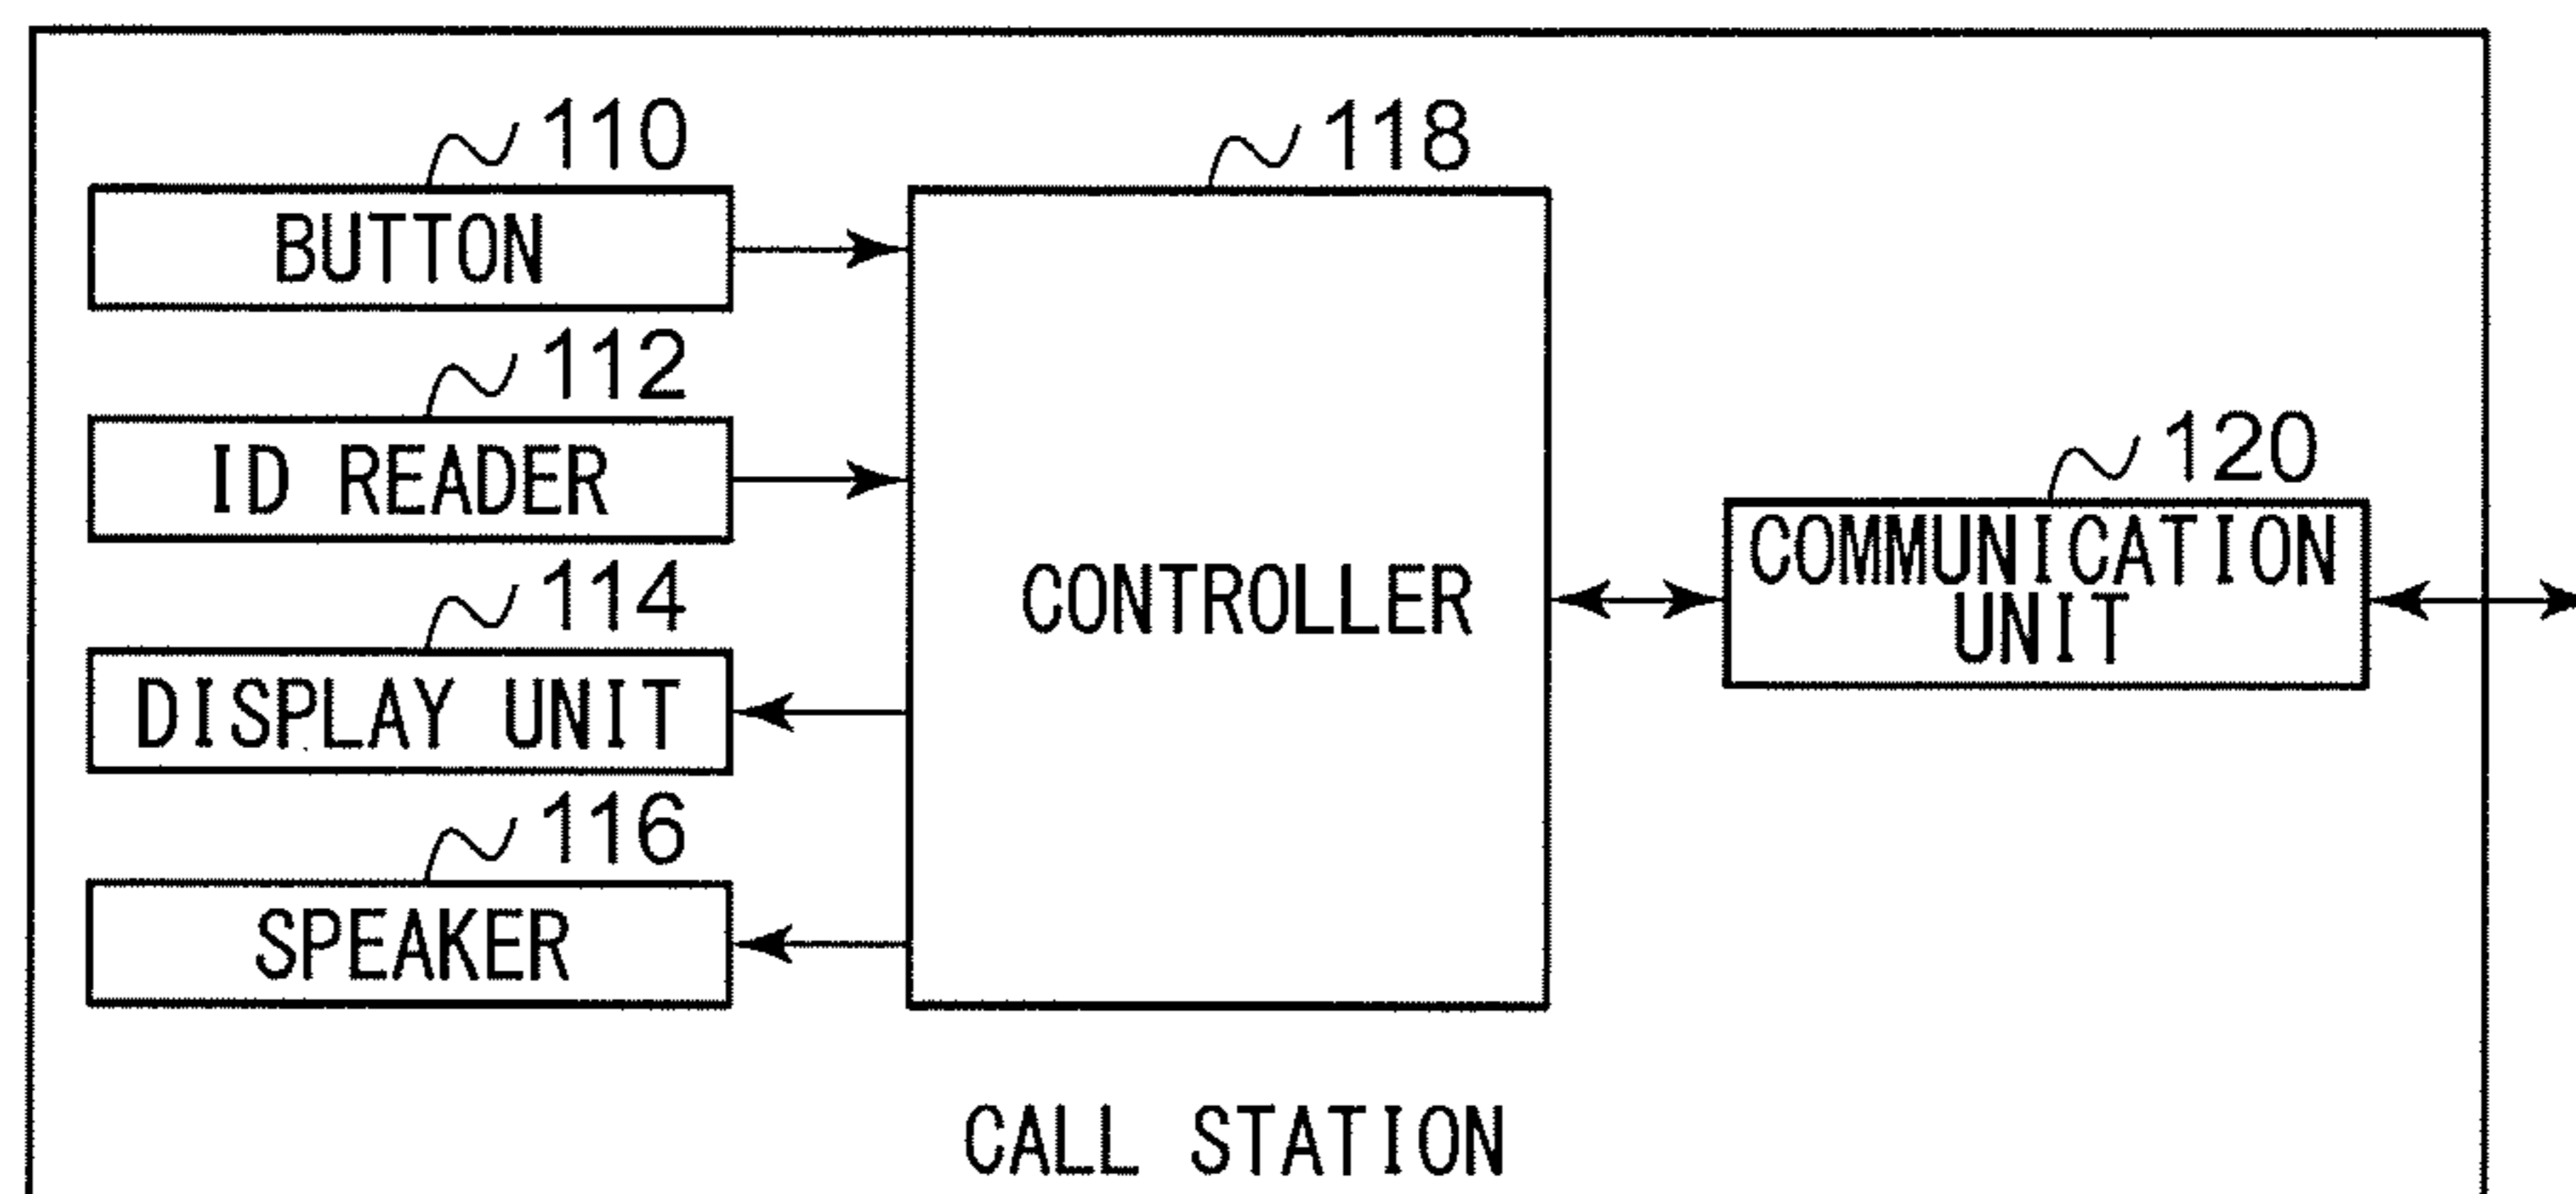 110
BUTTON
112
ID READER
114
DISPLAY UNIT
116
SPEAKER
118
CONTROLLER
120
COMMUNICATION
UNIT
CALL STATION